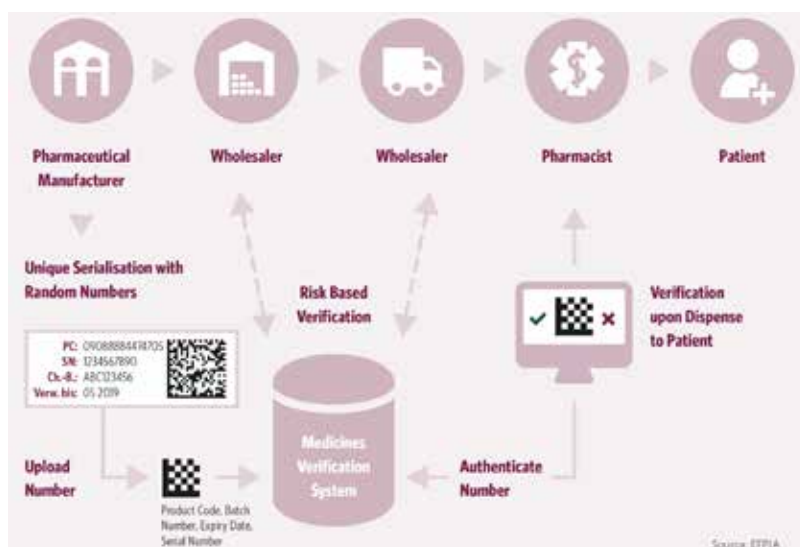 Pharmaceutical
Manufacturer
Wholesaler
Wholesaler
Pharmacist
Patient
Unique Serialisation with
Random Numbers
Risk Based
Verification
Verification
upon Dispense
to Patient
PC: 09088884474705
SN: 1234567890
Ch.-B.: ABC123456
Verw. bis: 05 2019
Medicines
Verification
System
Upload
Number
Authenticate
Number
Product Code, Batch
Number, Expiry Date,
Serial Number
Source: EFPIA